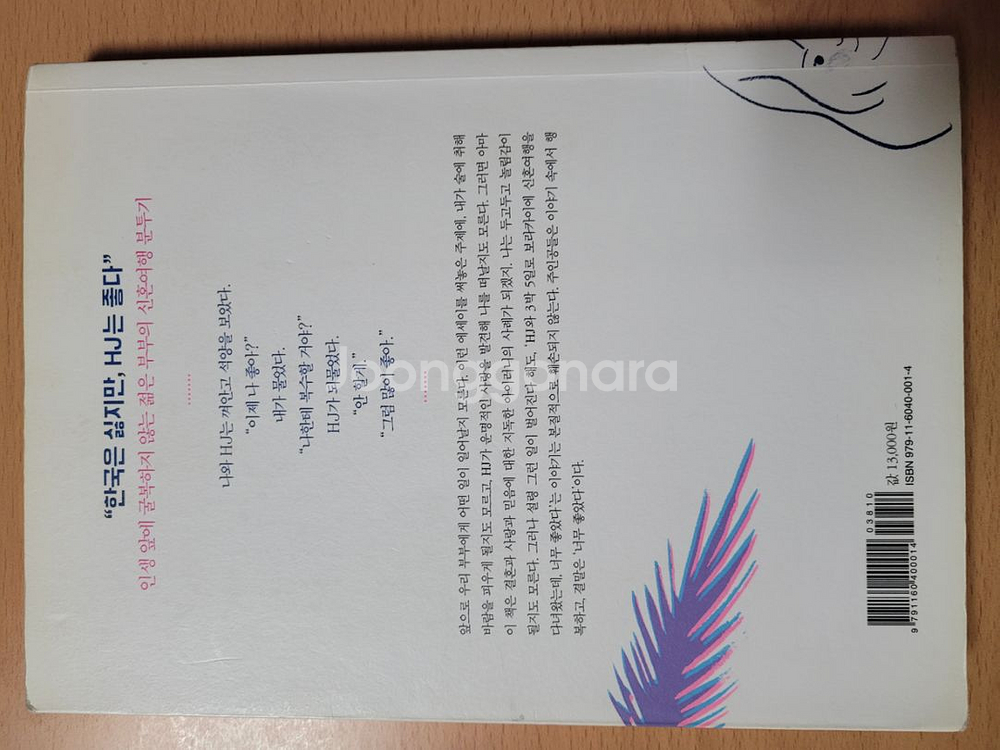 “한국은 싫지만, HJ는 좋다”
인생 앞에 굴복하지 않는 젊은 부부의 신혼여행 분투기
나와 HJ는 껴안고 석양을 보았다.
“이제 나 좋아?”
내가 물었다.
“나한테 복수할 거야?”
HJ가 되물었다.
“안 할게.”
“그럼 많이 좋아.”
앞으로 우리 부부에게 어떤 일이 일어날지 모른다. 이런 에세이를 써놓은 주제에, 내가 술에 취해
바람을 피우게 될지도 모르고, HJ가 운명적인 사랑을 발견해 나를 떠날지도 모른다. 그러면 아마
이 책은 결혼과 사랑과 믿음에 대한 지독한 아이러니의 사례가 되겠지. 나는 두고두고 놀림감이
될지도 모른다. 그러나 설령 그런 일이 벌어진다 해도, ‘HJ와 3박 5일로 보라카이에 신혼여행을
다녀왔는데, 너무 좋았다’는 이야기는 본질적으로 훼손되지 않는다. 주인공들은 이야기 속에서 행
복하고, 결말은 ‘너무 좋았다’이다.
값 13,000원
ISBN 979-11-6040-001-4
03810
9 791160 400014
Joonggonara